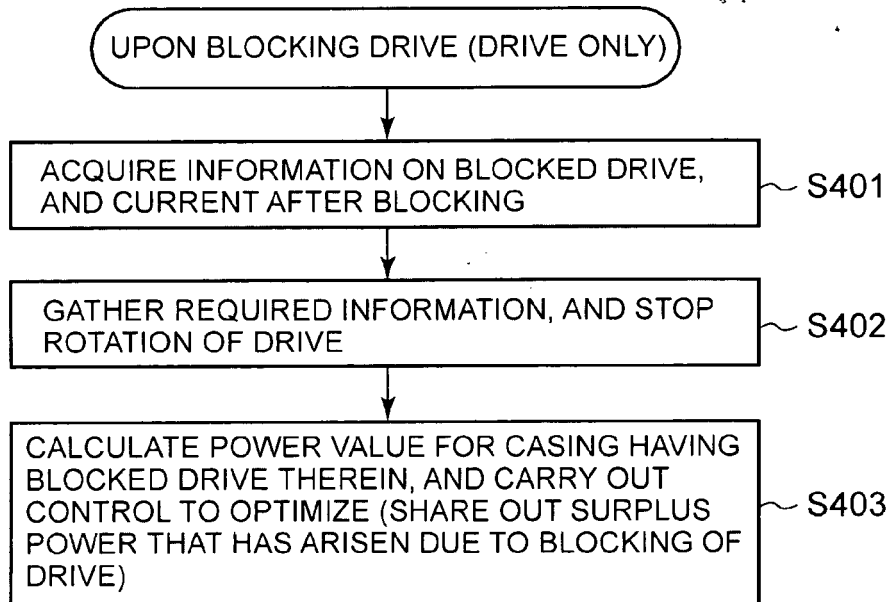 UPON BLOCKING DRIVE (DRIVE ONLY)
ACQUIRE INFORMATION ON BLOCKED DRIVE,
AND CURRENT AFTER BLOCKING
S401
GATHER REQUIRED INFORMATION, AND STOP
ROTATION OF DRIVE
S402
CALCULATE POWER VALUE FOR CASING HAVING
BLOCKED DRIVE THEREIN, AND CARRY OUT
CONTROL TO OPTIMIZE (SHARE OUT SURPLUS
POWER THAT HAS ARISEN DUE TO BLOCKING OF
DRIVE)
S403